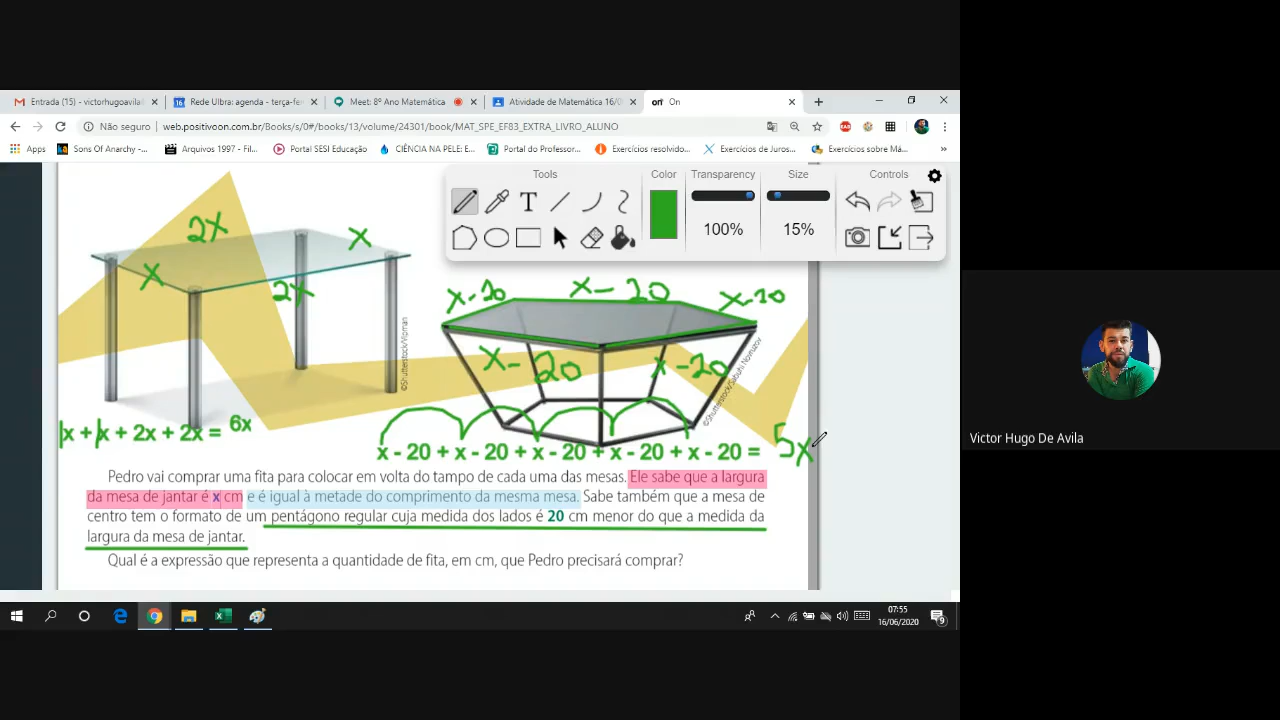 Entrada (15) - victorhugoavila
Rede Ulbra: agenda - terça-fe
Meet: 8º Ano Matemática
Atividade de Matemática 16/0
On
Não seguro
web.positivoon.com.br/Books/s/0#/books/13/volume/24301/book/MAT_SPE_EF83_EXTRA_LIVRO_ALUNO
Apps
Sons Of Anarchy -...
Arquivos 1997 - Fil...
Portal SESI Educação
CIÊNCIA NA PELE: E...
Portal do Professor...
Exercícios resolvido...
Exercícios de Juros...
Exercícios sobre Ma...
»
Tools
Color
Transparency
Size
Controls
100%
15%
2x
x
x
2x
x-20
x-20
x-20
x-20
x-20
©Shutterstock/Vloman
©Shutterstock/Sabuhi Novruzov
x + x + 2x + 2x = 6x
x - 20 + x - 20 + x - 20 + x - 20 + x - 20 = 5x
Pedro vai comprar uma fita para colocar em volta do tampo de cada uma das mesas. Ele sabe que a largura
da mesa de jantar é x cm e é igual à metade do comprimento da mesma mesa. Sabe também que a mesa de
centro tem o formato de um pentágono regular cuja medida dos lados é 20 cm menor do que a medida da
largura da mesa de jantar.
Qual é a expressão que representa a quantidade de fita, em cm, que Pedro precisará comprar?
Victor Hugo De Avila
07:55
16/06/2020
9